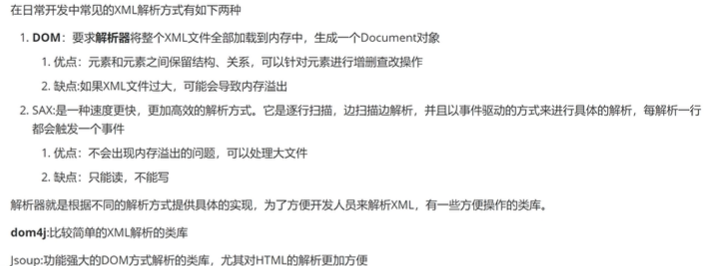 在日常开发中常见的XML解析方式有如下两种
1. DOM：要求解析器将整个XML文件全部加载到内存中，生成一个Document对象
1. 优点：元素和元素之间保留结构、关系，可以针对元素进行增删查改操作
2. 缺点:如果XML文件过大，可能会导致内存溢出
2. SAX:是一种速度更快，更加高效的解析方式。它是逐行扫描，边扫描边解析，并且以事件驱动的方式来进行具体的解析，每解析一行
都会触发一个事件
1. 优点：不会出现内存溢出的问题，可以处理大文件
2. 缺点：只能读，不能写
解析器就是根据不同的解析方式提供具体的实现，为了方便开发人员来解析XML，有一些方便操作的类库。
dom4j:比较简单的XML解析的类库
Jsoup:功能强大的DOM方式解析的类库，尤其对HTML的解析更加方便